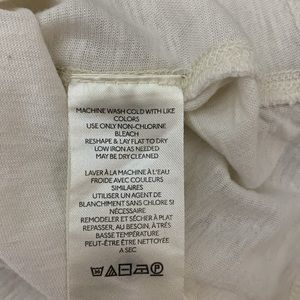 MACHINE WASH COLD WITH LIKE
COLORS
USE ONLY NON-CHLORINE
BLEACH
RESHAPE & LAY FLAT TO DRY
LOW IRON AS NEEDED
MAY BE DRY CLEANED
LAVER À LA MACHINE À L'EAU
FROIDE AVEC COULEURS
SIMILAIRES
UTILISER UN AGENT DE
BLANCHIMENT SANS CHLORE SI
NÉCESSAIRE
REMODELER ET SÉCHER À PLAT
REPASSER, AU BESOIN, À TRÈS
BASSE TEMPÉRATURE
PEUT-ÊTRE ÊTRE NETTOYÉE
A SEC